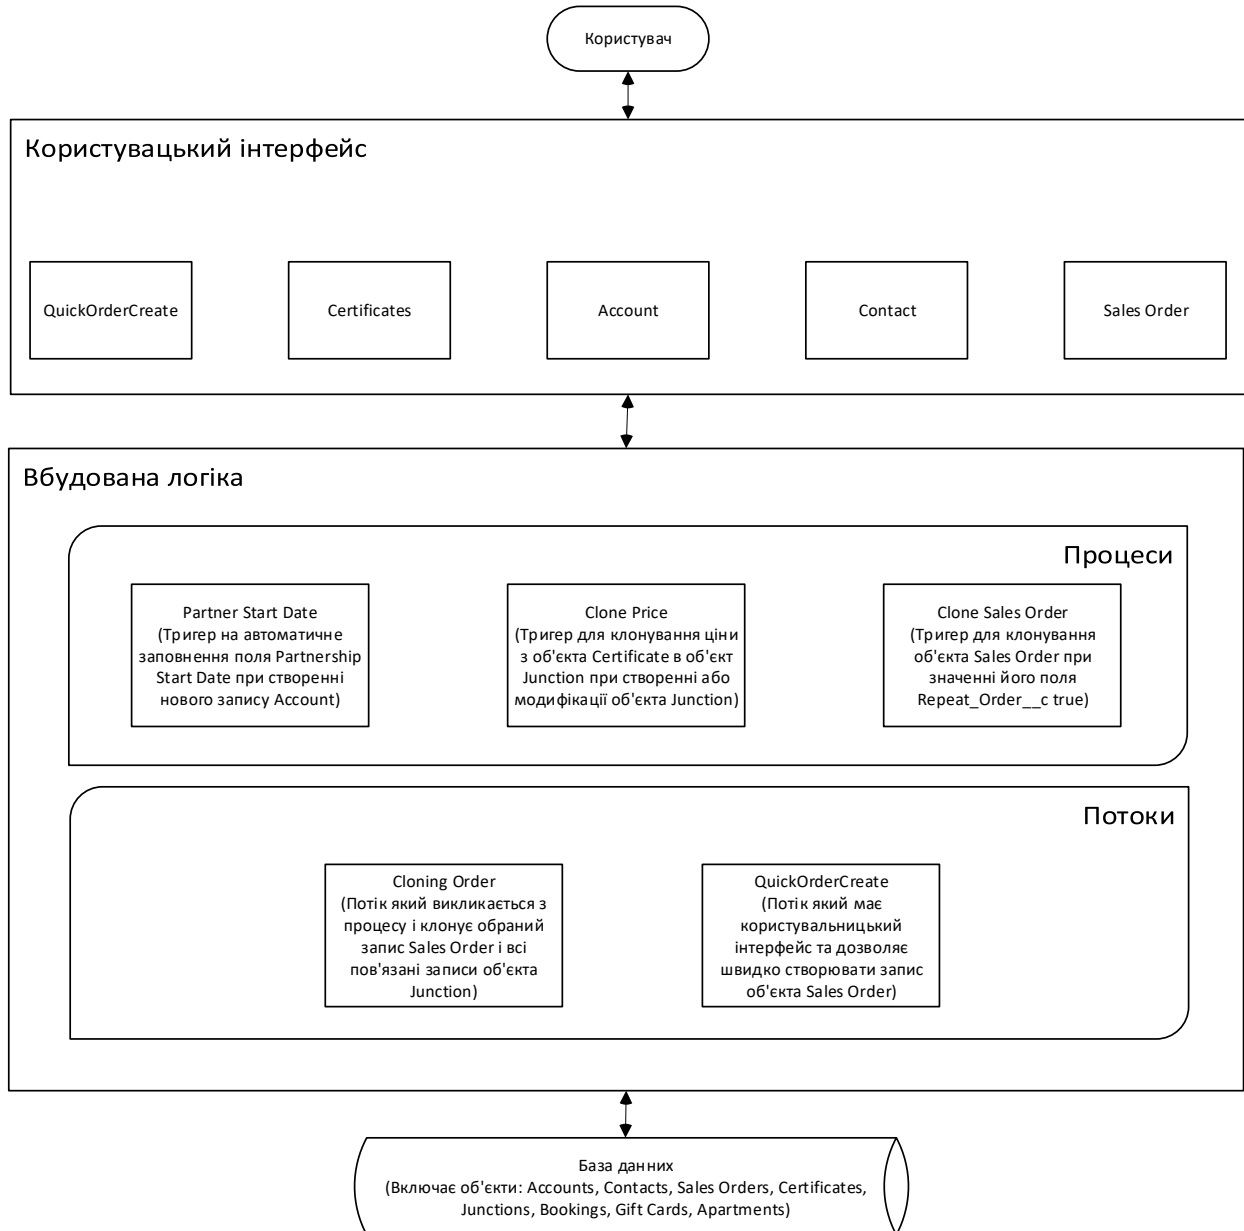 Користувач
Користувацький інтерфейс
QuickOrderCreate
Certificates
Account
Contact
Sales Order
Вбудована логіка
Процеси
Partner Start Date
(Тригер на автоматичне
заповнення поля Partnership
Start Date при створенні
нового запису Account)
Clone Price
(Тригер для клонування ціни
з об'єкта Certificate в об'єкт
Junction при створенні або
модифікації об'єкта Junction)
Clone Sales Order
(Тригер для клонування
об'єкта Sales Order при
значенні його поля
Repeat_Order__c true)
Потоки
Cloning Order
(Потік який викликається з
процесу і клонує обраний
запис Sales Order і всі
пов'язані записи об'єкта
Junction)
QuickOrderCreate
(Потік який має
користувальницький
інтерфейс та дозволяє
швидко створювати запис
об'єкта Sales Order)
База данних
(Включає об'єкти: Accounts, Contacts, Sales Orders, Certificates,
Junctions, Bookings, Gift Cards, Apartments)